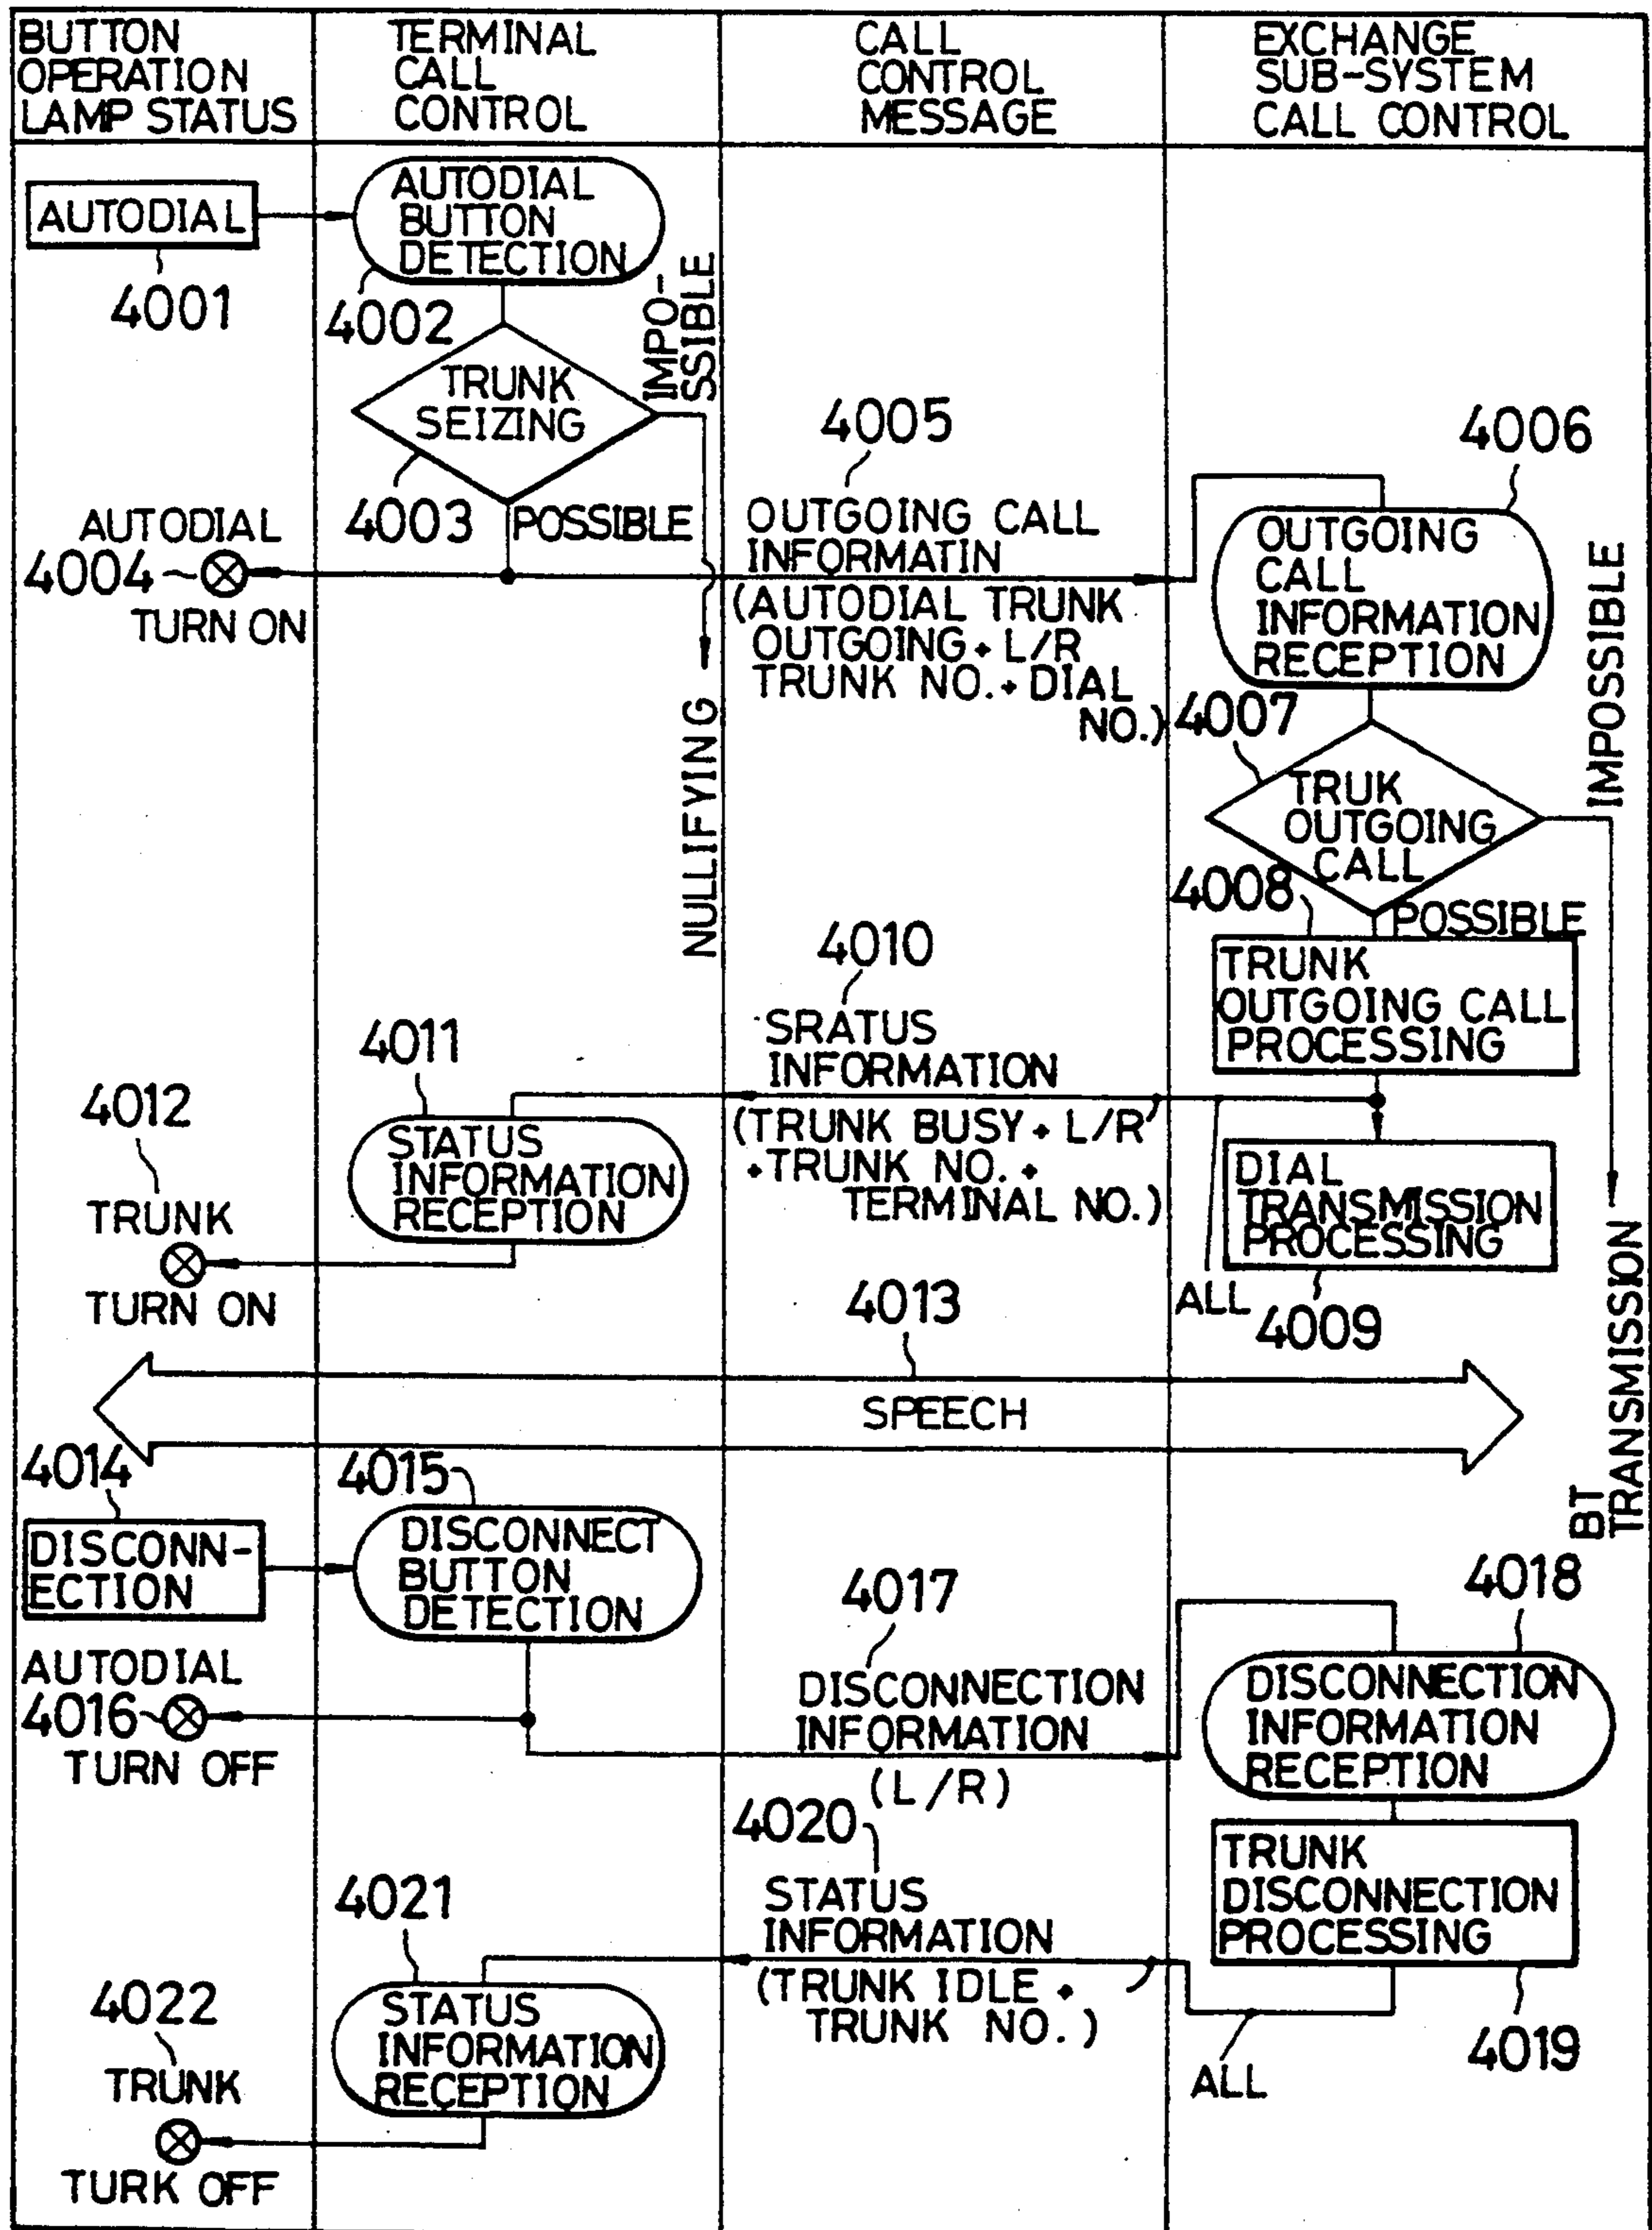 BUTTON
OPERATION
LAMP STATUS
TERMINAL
CALL
CONTROL
CALL
CONTROL
MESSAGE
EXCHANGE
SUB-SYSTEM
CALL CONTROL
AUTODIAL
4001
AUTODIAL
BUTTON
DETECTION
4002
IMPO-
SSIBLE
TRUNK
SEIZING
4003
POSSIBLE
AUTODIAL
4004
TURN ON
NULLIFYING
4005
OUTGOING CALL
INFORMATIN
(AUTODIAL TRUNK
OUTGOING + L/R
TRUNK NO. + DIAL
NO.)
4006
OUTGOING
CALL
INFORMATION
RECEPTION
4007
IMPOSSIBLE
TRUK
OUTGOING
CALL
4008
POSSIBLE
TRUNK
OUTGOING CALL
PROCESSING
4010
SRATUS
INFORMATION
(TRUNK BUSY + L/R
+ TRUNK NO. +
TERMINAL NO.)
DIAL
TRANSMISSION
PROCESSING
ALL
4009
BT
TRANSMISSION
4011
STATUS
INFORMATION
RECEPTION
4012
TRUNK
TURN ON
4013
SPEECH
4014
DISCONN-
ECTION
4015
DISCONNECT
BUTTON
DETECTION
AUTODIAL
4016
TURN OFF
4017
DISCONNECTION
INFORMATION
(L/R)
4018
DISCONNECTION
INFORMATION
RECEPTION
TRUNK
DISCONNECTION
PROCESSING
4019
4020
STATUS
INFORMATION
(TRUNK IDLE +
TRUNK NO.)
ALL
4021
STATUS
INFORMATION
RECEPTION
4022
TRUNK
TURK OFF